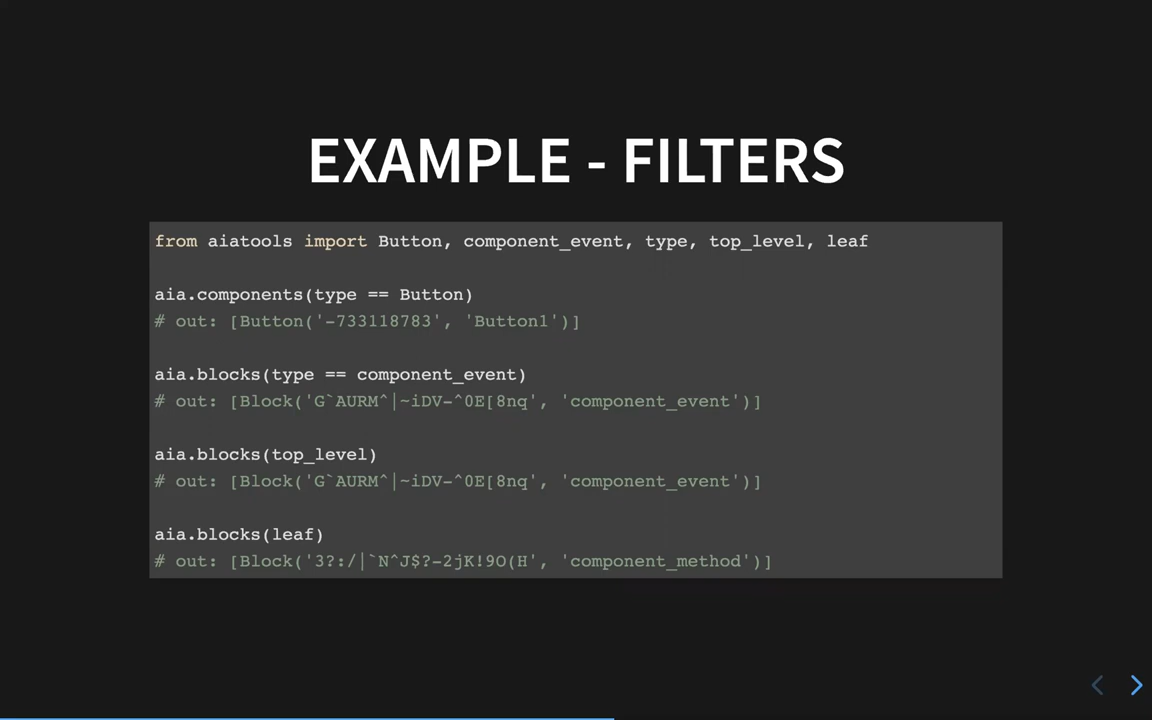 EXAMPLE - FILTERS
from aiatools import Button, component_event, type, top_level, leaf
aia.components(type == Button)
# out: [Button('-733118783', 'Button1')]
aia.blocks(type == component_event)
# out: [Block('G`AURM^|~iDV-^0E[8nq', 'component_event')]
aia.blocks(top_level)
# out: [Block('G`AURM^|~iDV-^0E[8nq', 'component_event')]
aia.blocks(leaf)
# out: [Block('3?:/|`N^J$?-2jK!9O(H', 'component_method')]